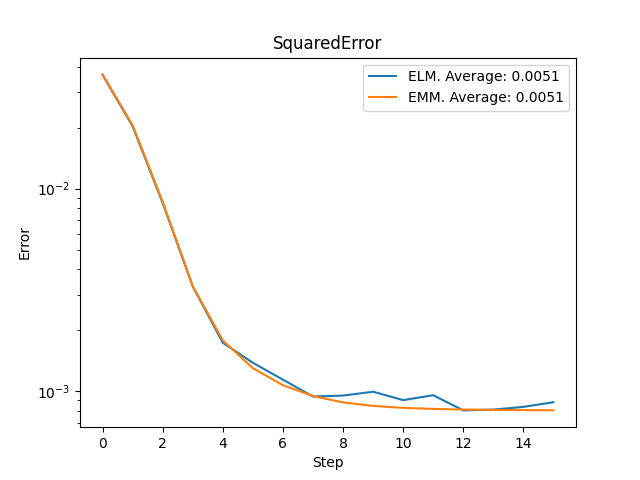 SquaredError
ELM. Average: 0.0051
EMM. Average: 0.0051
10⁻²
10⁻³
Error
0 2 4 6 8 10 12 14
Step